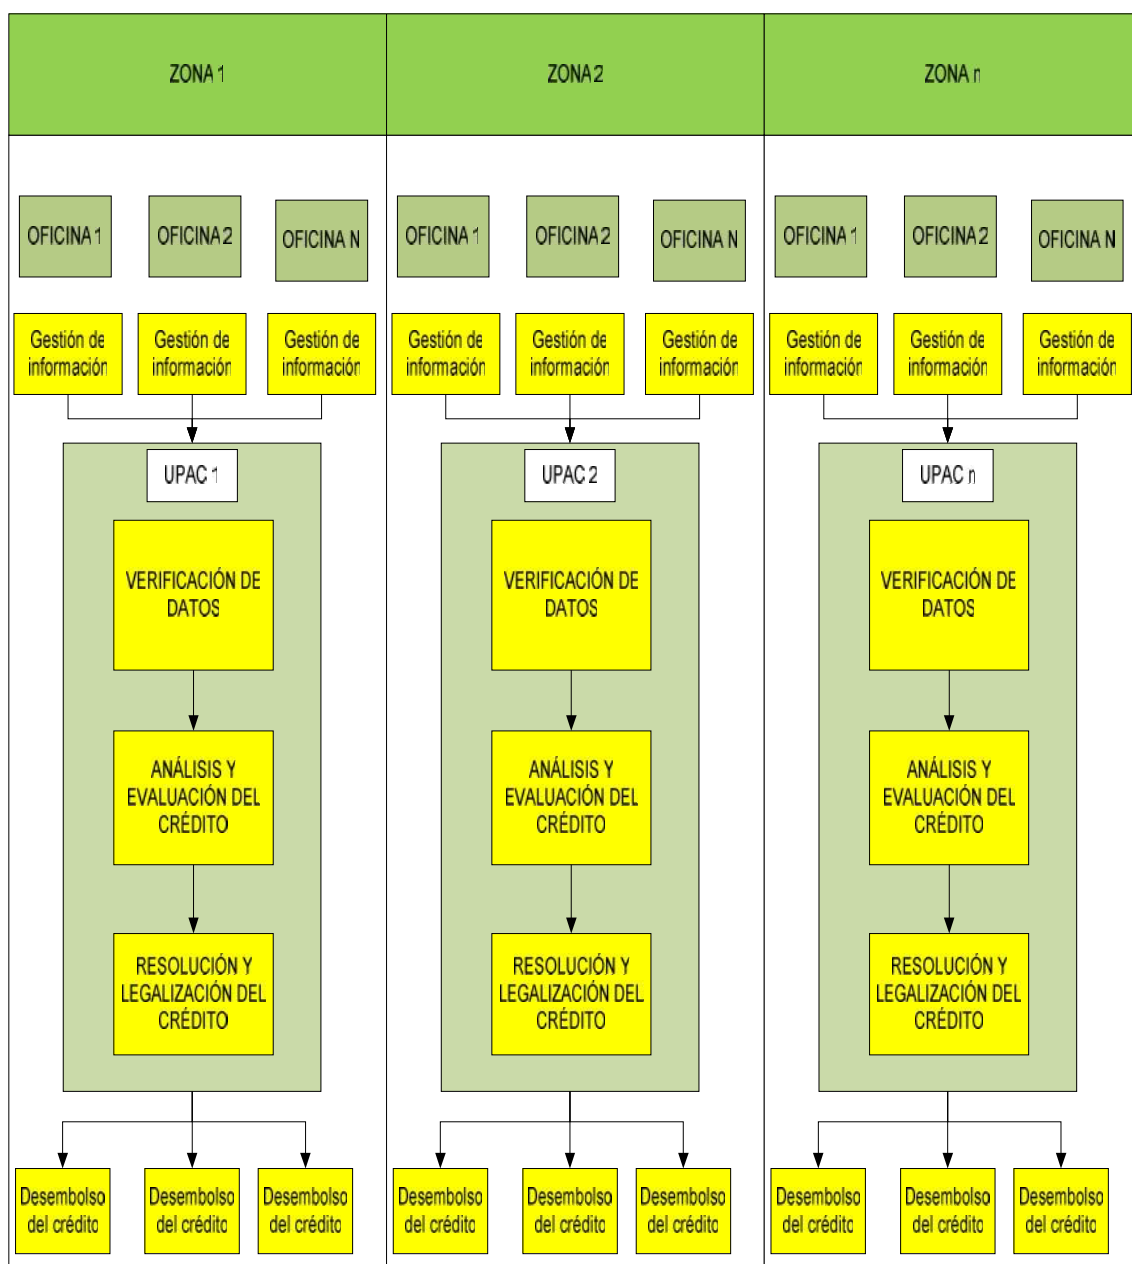 ZONA 1
ZONA 2
ZONA n
OFICINA 1
OFICINA 2
OFICINA N
OFICINA 1
OFICINA 2
OFICINA N
OFICINA 1
OFICINA 2
OFICINA N
Gestión de
información
Gestión de
información
Gestión de
información
Gestión de
información
Gestión de
información
Gestión de
información
Gestión de
información
Gestión de
información
Gestión de
información
UPAC 1
VERIFICACIÓN DE
DATOS
ANÁLISIS Y
EVALUACIÓN DEL
CRÉDITO
RESOLUCIÓN Y
LEGALIZACIÓN DEL
CRÉDITO
UPAC 2
VERIFICACIÓN DE
DATOS
ANÁLISIS Y
EVALUACIÓN DEL
CRÉDITO
RESOLUCIÓN Y
LEGALIZACIÓN DEL
CRÉDITO
UPAC n
VERIFICACIÓN DE
DATOS
ANÁLISIS Y
EVALUACIÓN DEL
CRÉDITO
RESOLUCIÓN Y
LEGALIZACIÓN DEL
CRÉDITO
Desembolso
del crédito
Desembolso
del crédito
Desembolso
del crédito
Desembolso
del crédito
Desembolso
del crédito
Desembolso
del crédito
Desembolso
del crédito
Desembolso
del crédito
Desembolso
del crédito